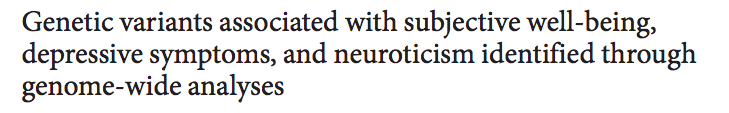 Genetic variants associated with subjective well-being,
depressive symptoms, and neuroticism identified through
genome-wide analyses